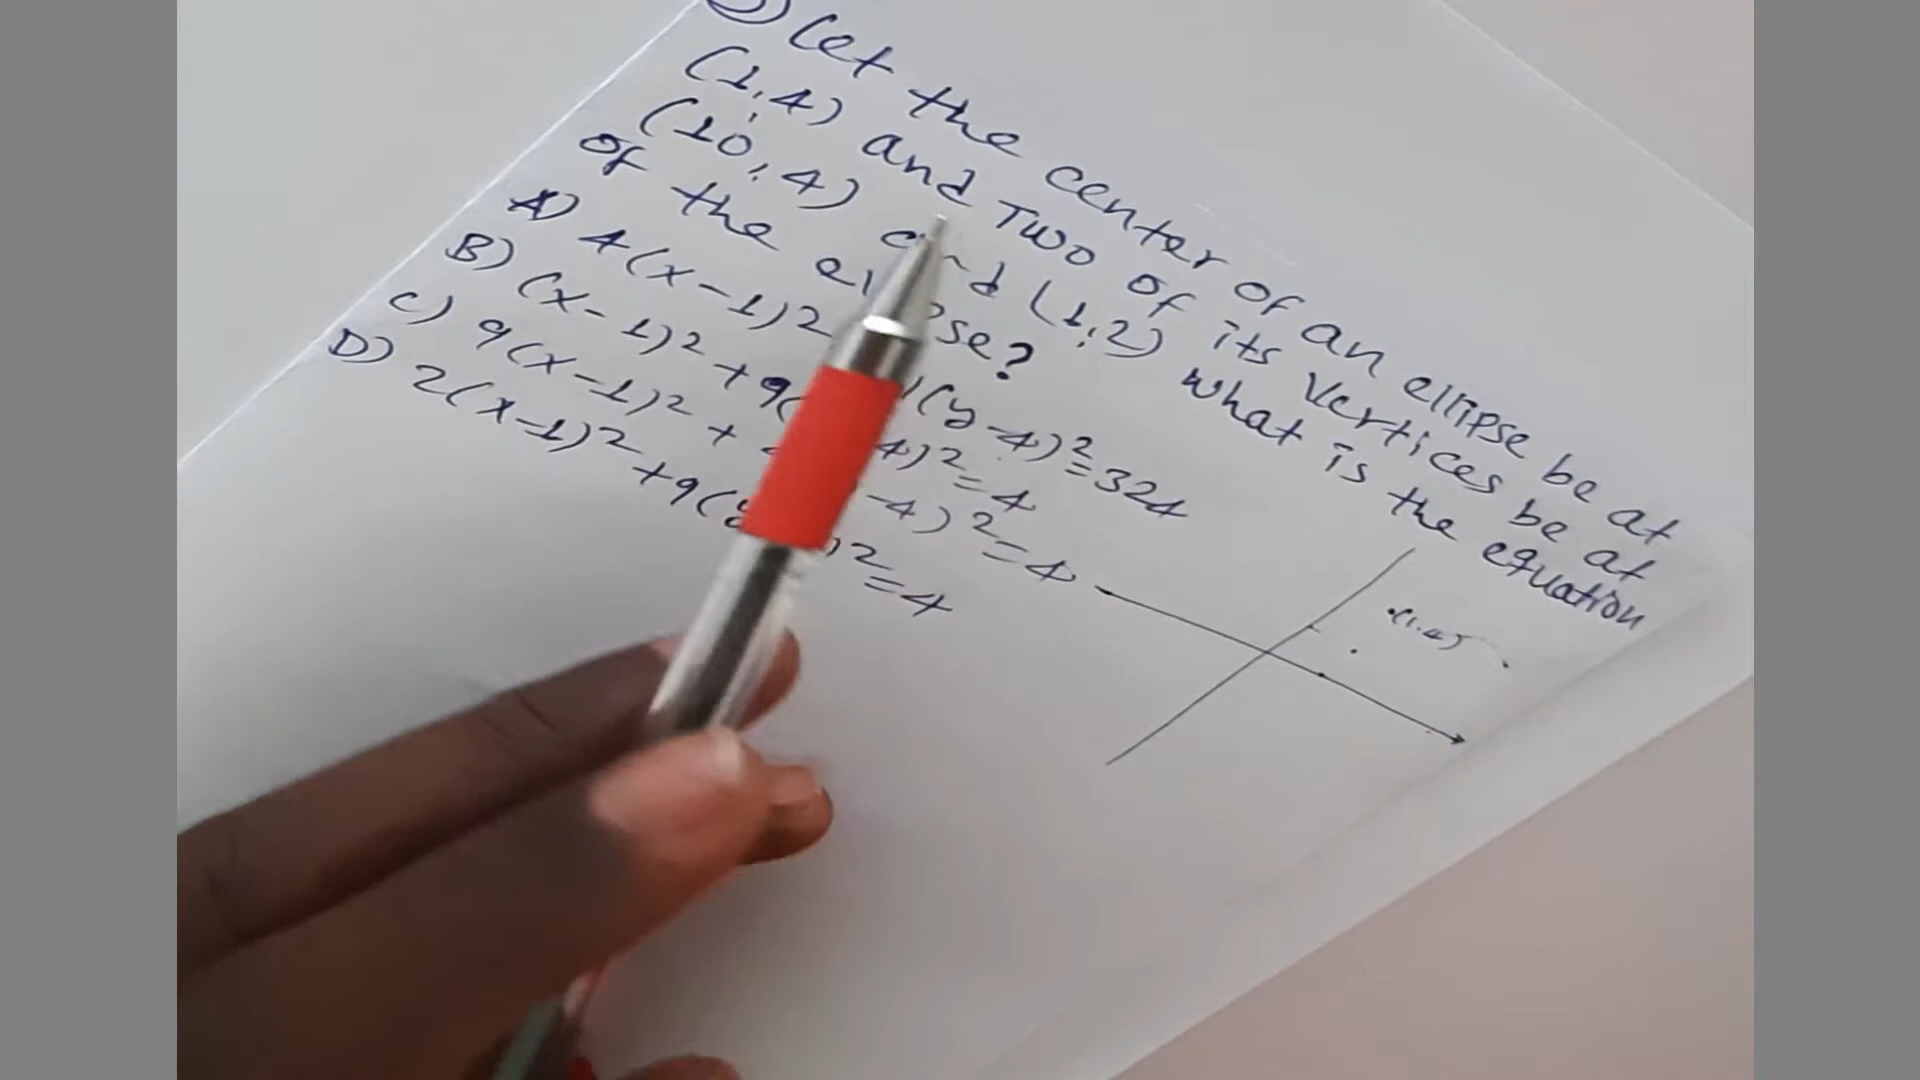 Let the center of an ellipse be at
(1,4) and Two of its vertices be at
(10,4) and (1,2) what is the equation
of the ellipse?
A) 4(x-1)2 (y-4)2=324
B) (x-1)2+9( 4)2=4
C) 9(x-1)2+ -4)2=4
D) 2(x-1)2+9(y )2=4
(1.4)